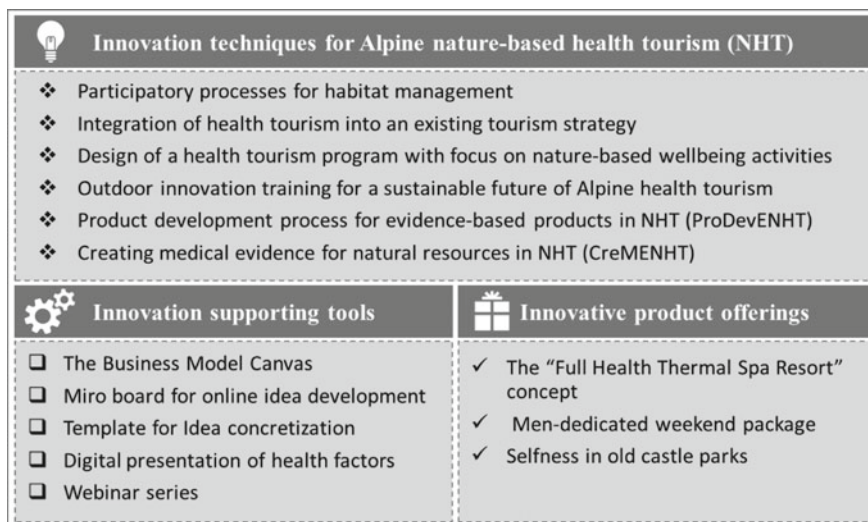 Innovation techniques for Alpine nature-based health tourism (NHT)
Participatory processes for habitat management
Integration of health tourism into an existing tourism strategy
Design of a health tourism program with focus on nature-based wellbeing activities
Outdoor innovation training for a sustainable future of Alpine health tourism
Product development process for evidence-based products in NHT (ProDevENHT)
Creating medical evidence for natural resources in NHT (CreMENHT)
Innovation supporting tools
The Business Model Canvas
Miro board for online idea development
Template for Idea concretization
Digital presentation of health factors
Webinar series
Innovative product offerings
The “Full Health Thermal Spa Resort”
concept
Men-dedicated weekend package
Selfness in old castle parks